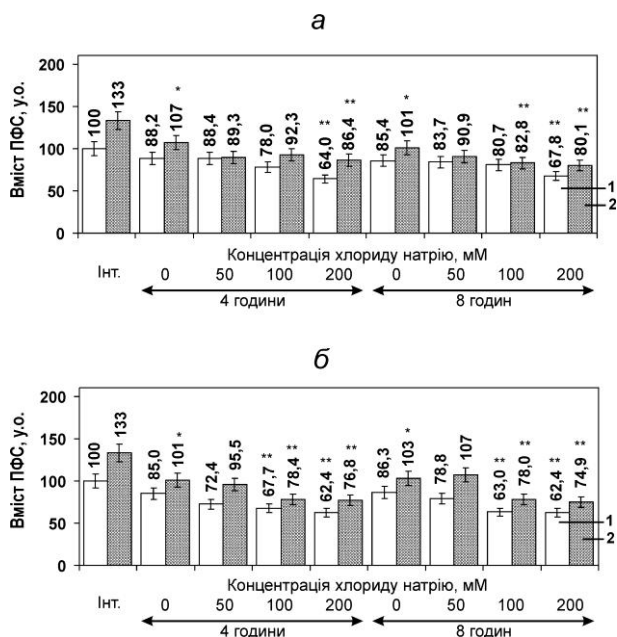 а
Вміст ПФС, у.о.
200
150
100
50
0
100 133 88,2 107* 88,4 89,3 78,0 92,3 64,0** 86,4** 85,4 101* 83,7 90,9 80,7 82,8** 67,8** 80,1**
1
2
Концентрація хлориду натрію, мМ
Інт. 0 50 100 200 0 50 100 200
4 години 8 годин
б
Вміст ПФС, у.о.
200
150
100
50
0
100 133 85,0 101* 72,4 95,5 67,7** 78,4** 62,4** 76,8** 86,3 103* 78,8 107 63,0** 78,0** 62,4** 74,9**
1
2
Концентрація хлориду натрію, мМ
Інт. 0 50 100 200 0 50 100 200
4 години 8 годин